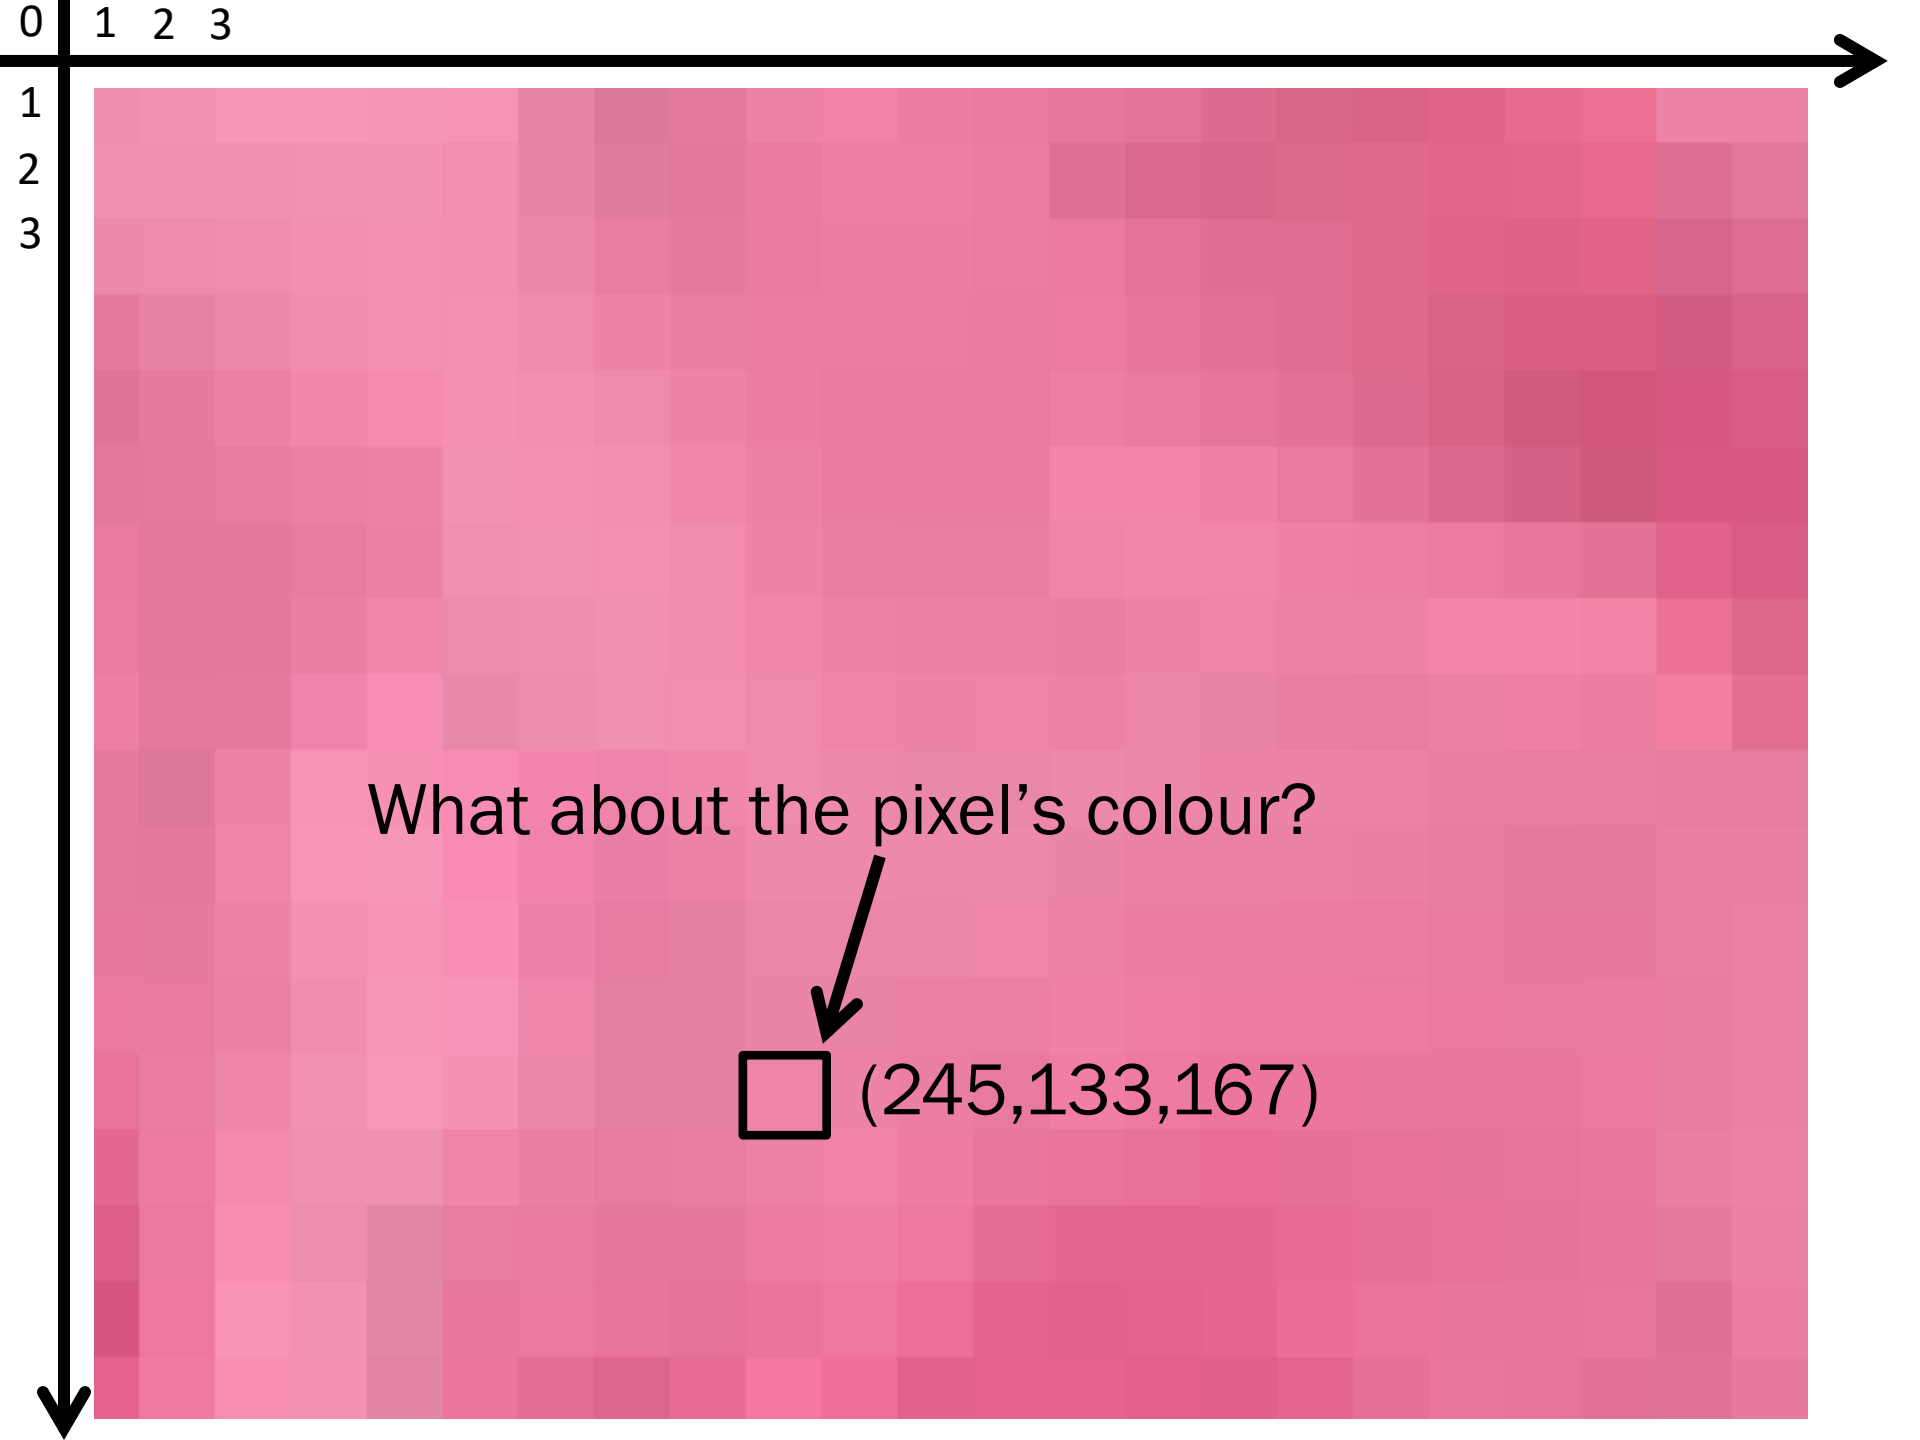 0 1 2 3
1
2
3
What about the pixel’s colour?
(245,133,167)